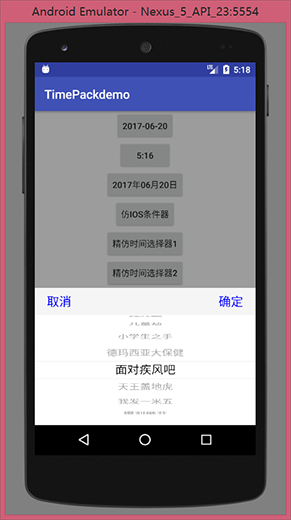 Android Emulator - Nexus_5_API_23:5554
5:18
TimePackdemo
2017-06-20
5:16
2017年06月20日
仿IOS条件器
精仿时间选择器1
精仿时间选择器2
取消 确定
儿童劫
小学生之手
德玛西亚大保健
面对疾风吧
天王盖地虎
我发一米五